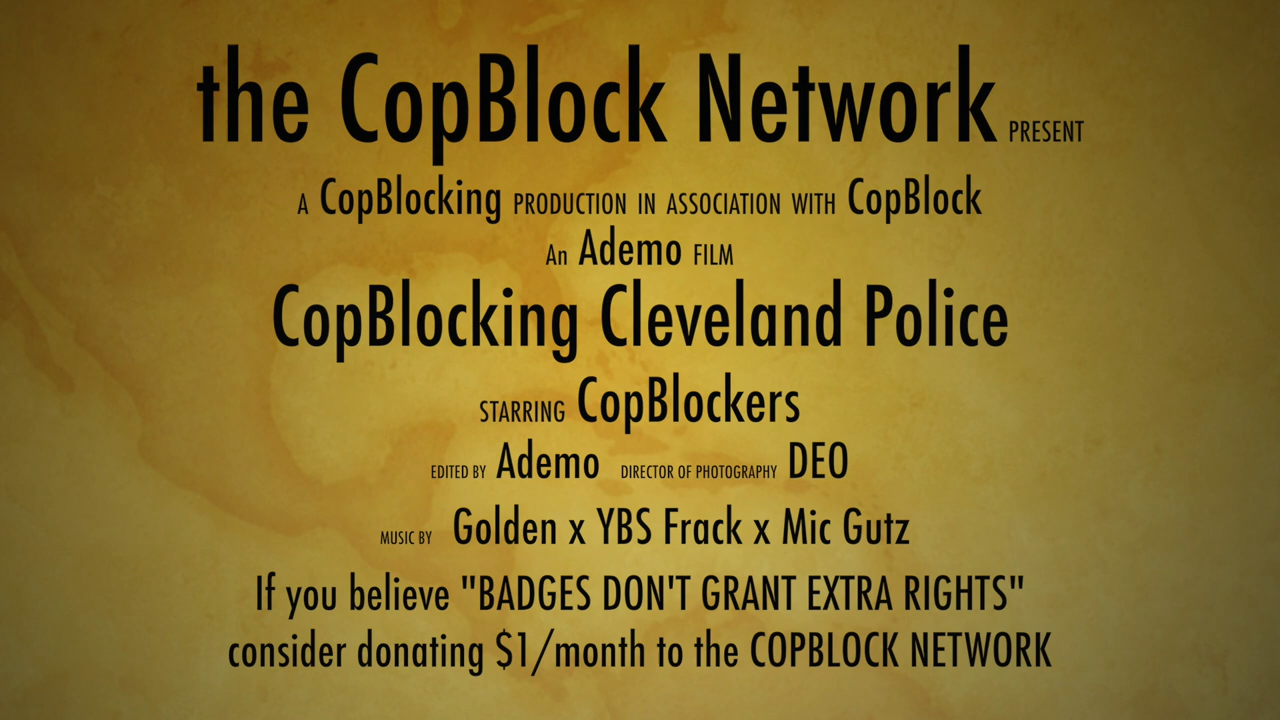 the CopBlock Network PRESENT
A CopBlocking PRODUCTION IN ASSOCIATION WITH CopBlock
An Ademo FILM
CopBlocking Cleveland Police
STARRING CopBlockers
EDITED BY Ademo DIRECTOR OF PHOTOGRAPHY DEO
MUSIC BY Golden x YBS Frack x Mic Gutz
If you believe "BADGES DON'T GRANT EXTRA RIGHTS"
consider donating $1/month to the COPBLOCK NETWORK